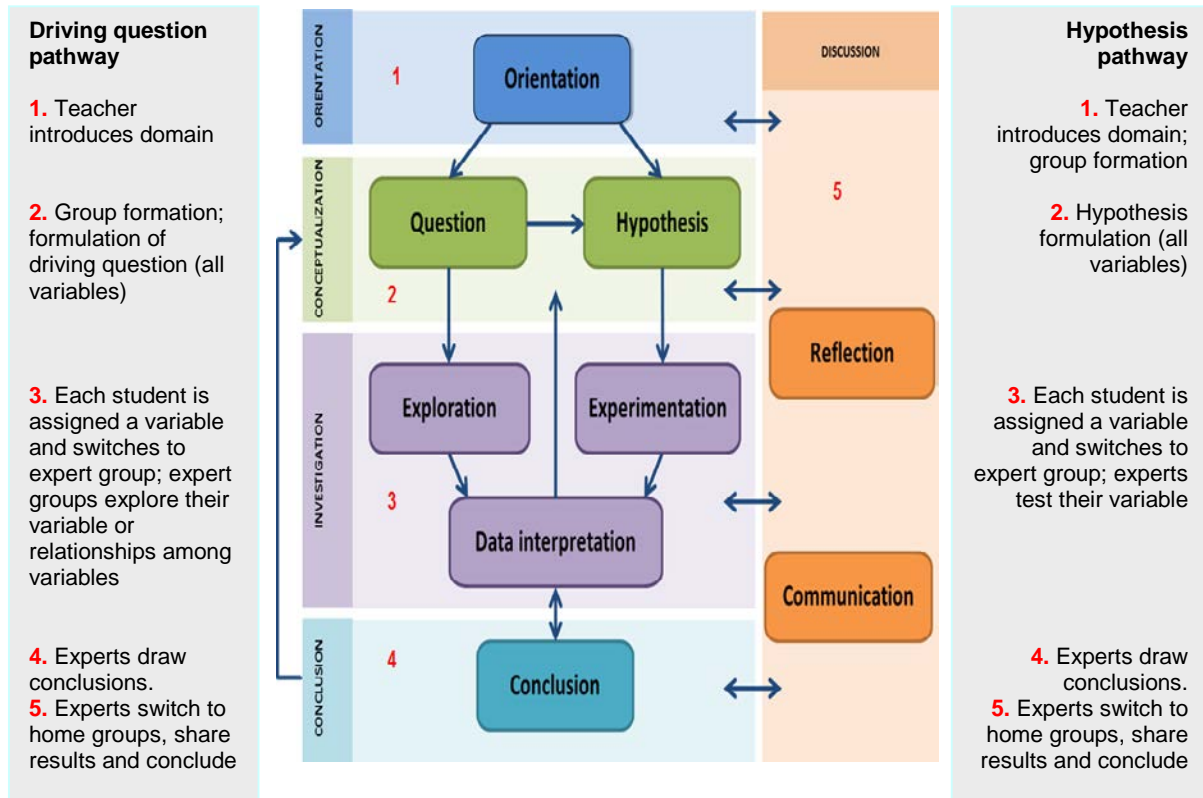 Driving question
pathway
1. Teacher
introduces domain
2. Group formation;
formulation of
driving question (all
variables)
3. Each student is
assigned a variable
and switches to
expert group; expert
groups explore their
variable or
relationships among
variables
4. Experts draw
conclusions.
5. Experts switch to
home groups, share
results and conclude
ORIENTATION
1
Orientation
CONCEPTUALIZATION
Question
Hypothesis
2
INVESTIGATION
Exploration
Experimentation
3
Data interpretation
CONCLUSION
4
Conclusion
DISCUSSION
5
Reflection
Communication
Hypothesis
pathway
1. Teacher
introduces domain;
group formation
2. Hypothesis
formulation (all
variables)
3. Each student is
assigned a variable
and switches to
expert group; experts
test their variable
4. Experts draw
conclusions.
5. Experts switch to
home groups, share
results and conclude